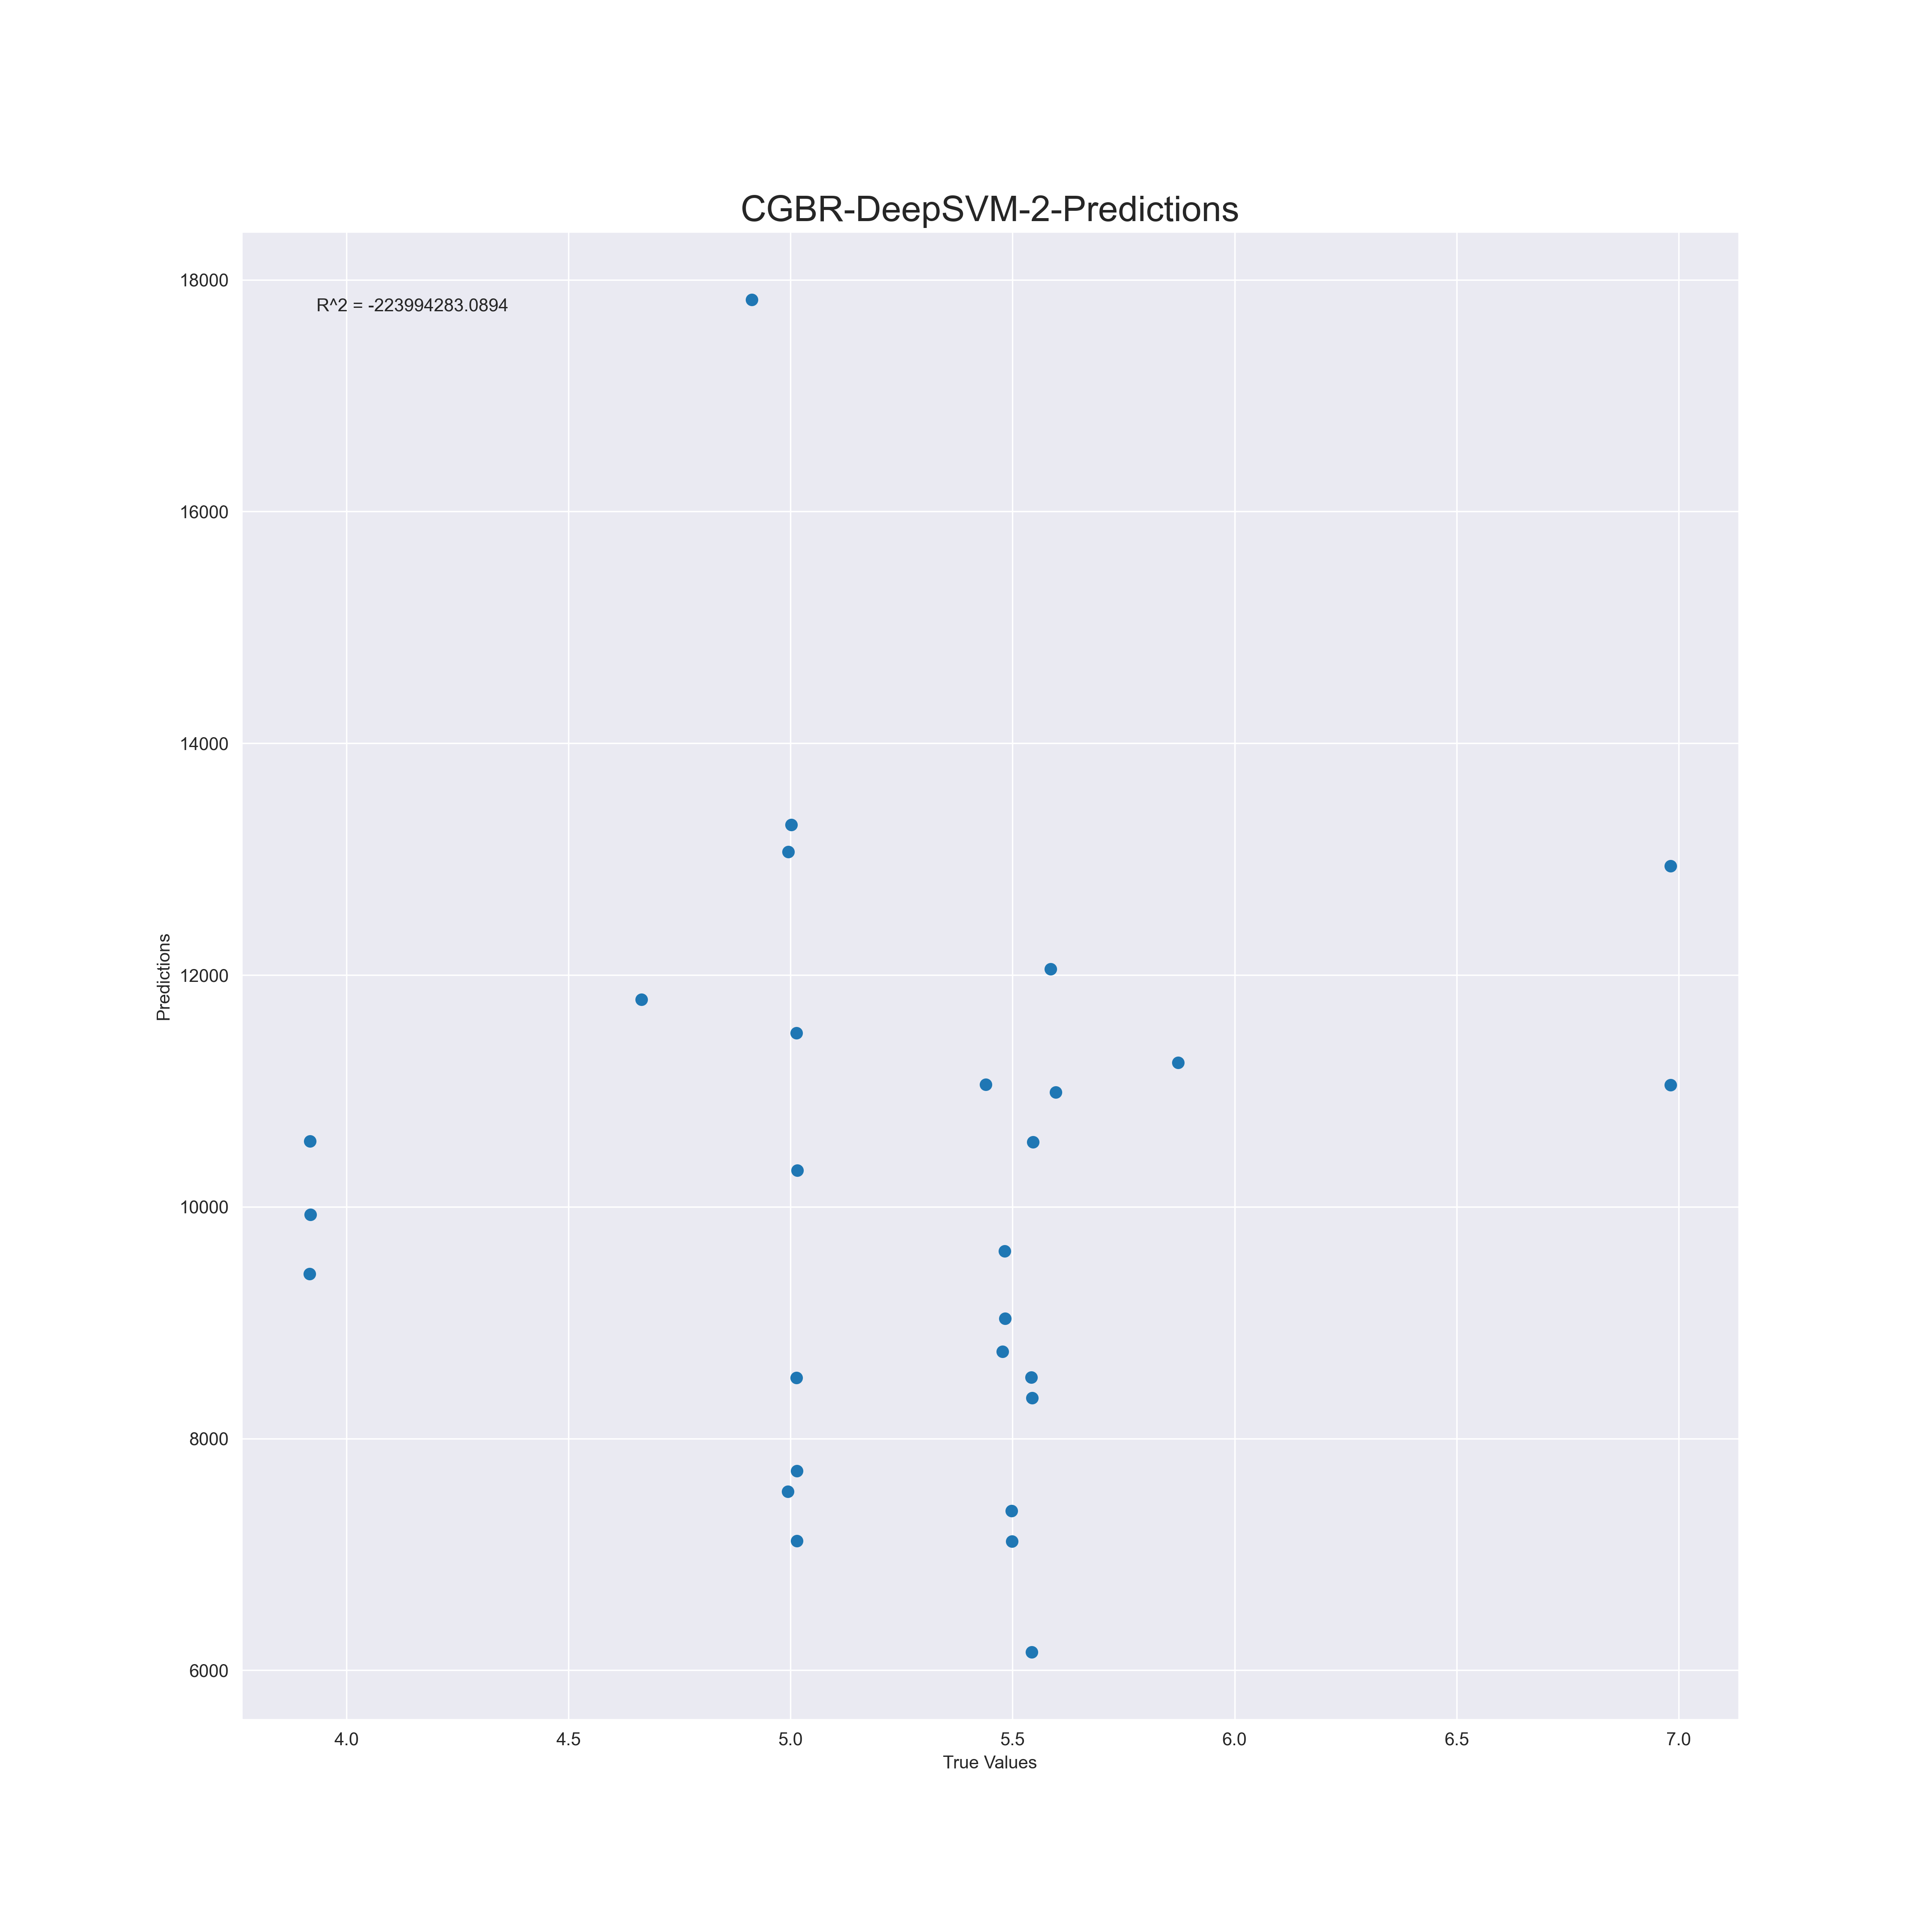 CGBR-DeepSVM-2-Predictions
R^2 = -223994283.0894
18000
16000
14000
12000
10000
8000
6000
Predictions
4.0 4.5 5.0 5.5 6.0 6.5 7.0
True Values